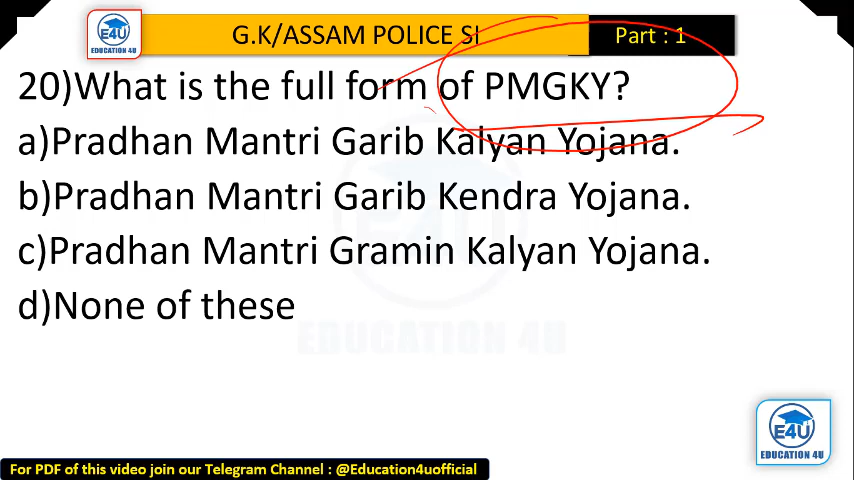 E4U
EDUCATION 4U
G.K/ASSAM POLICE SI
Part : 1
20)What is the full form of PMGKY?
a)Pradhan Mantri Garib Kalyan Yojana.
b)Pradhan Mantri Garib Kendra Yojana.
c)Pradhan Mantri Gramin Kalyan Yojana.
d)None of these
E4U
EDUCATION 4U
E4U
EDUCATION 4U
For PDF of this video join our Telegram Channel : @Education4uofficial